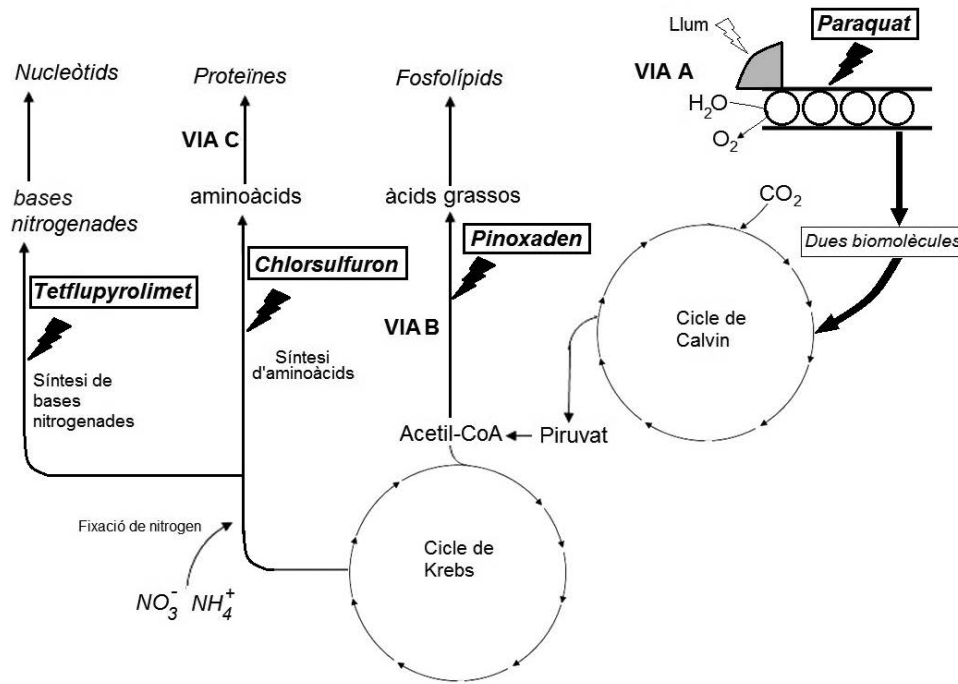 Llum
Paraquat
VIA A
H2O
O2
Nucleòtids
Proteïnes
Fosfolípids
VIA C
bases
nitrogenades
aminoàcids
àcids grassos
CO2
Dues biomolècules
Tetflupyrolimet
Chlorsulfuron
Pinoxaden
VIA B
Cicle de
Calvin
Síntesi de
bases
nitrogenades
Síntesi
d'aminoàcids
Acetil-CoA
Piruvat
Fixació de nitrogen
Cicle de
Krebs
NO3- NH4+